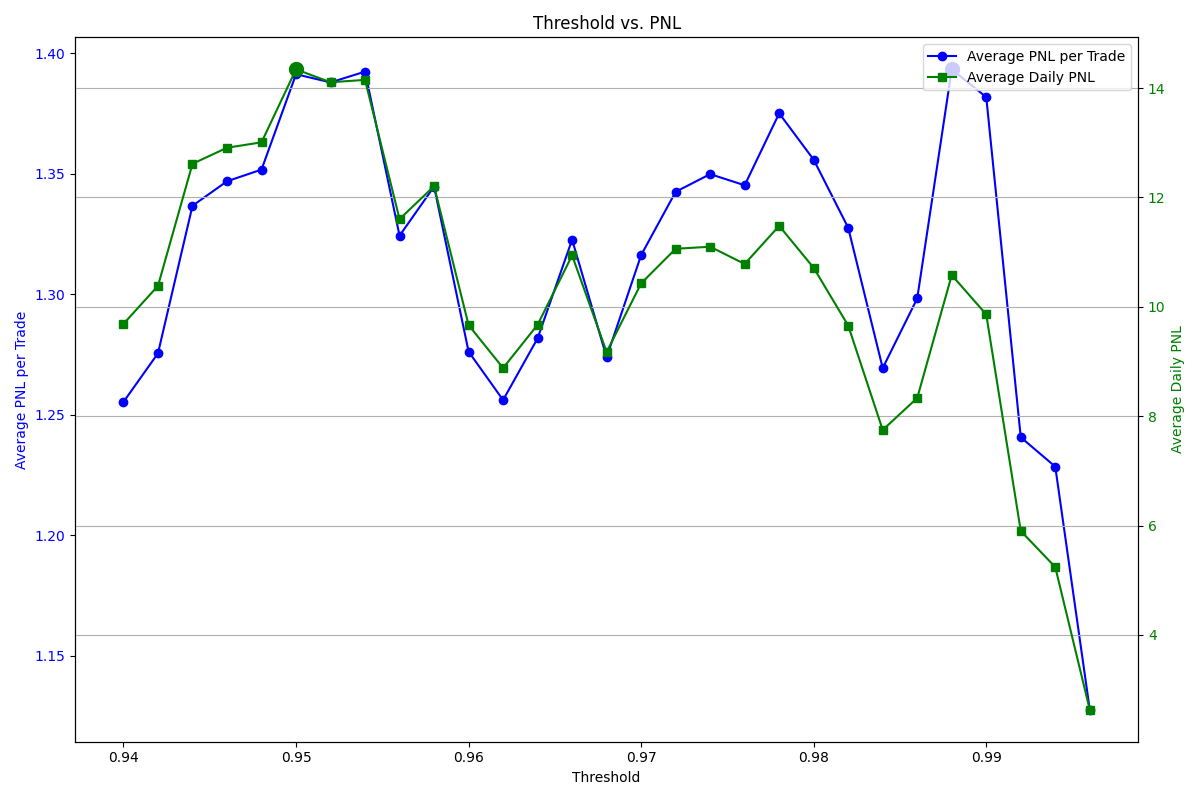 Threshold vs. PNL
Average PNL per Trade
Average Daily PNL
1.40
1.35
1.30
1.25
1.20
1.15
Average PNL per Trade
14
12
10
8
6
4
Average Daily PNL
0.94 0.95 0.96 0.97 0.98 0.99
Threshold